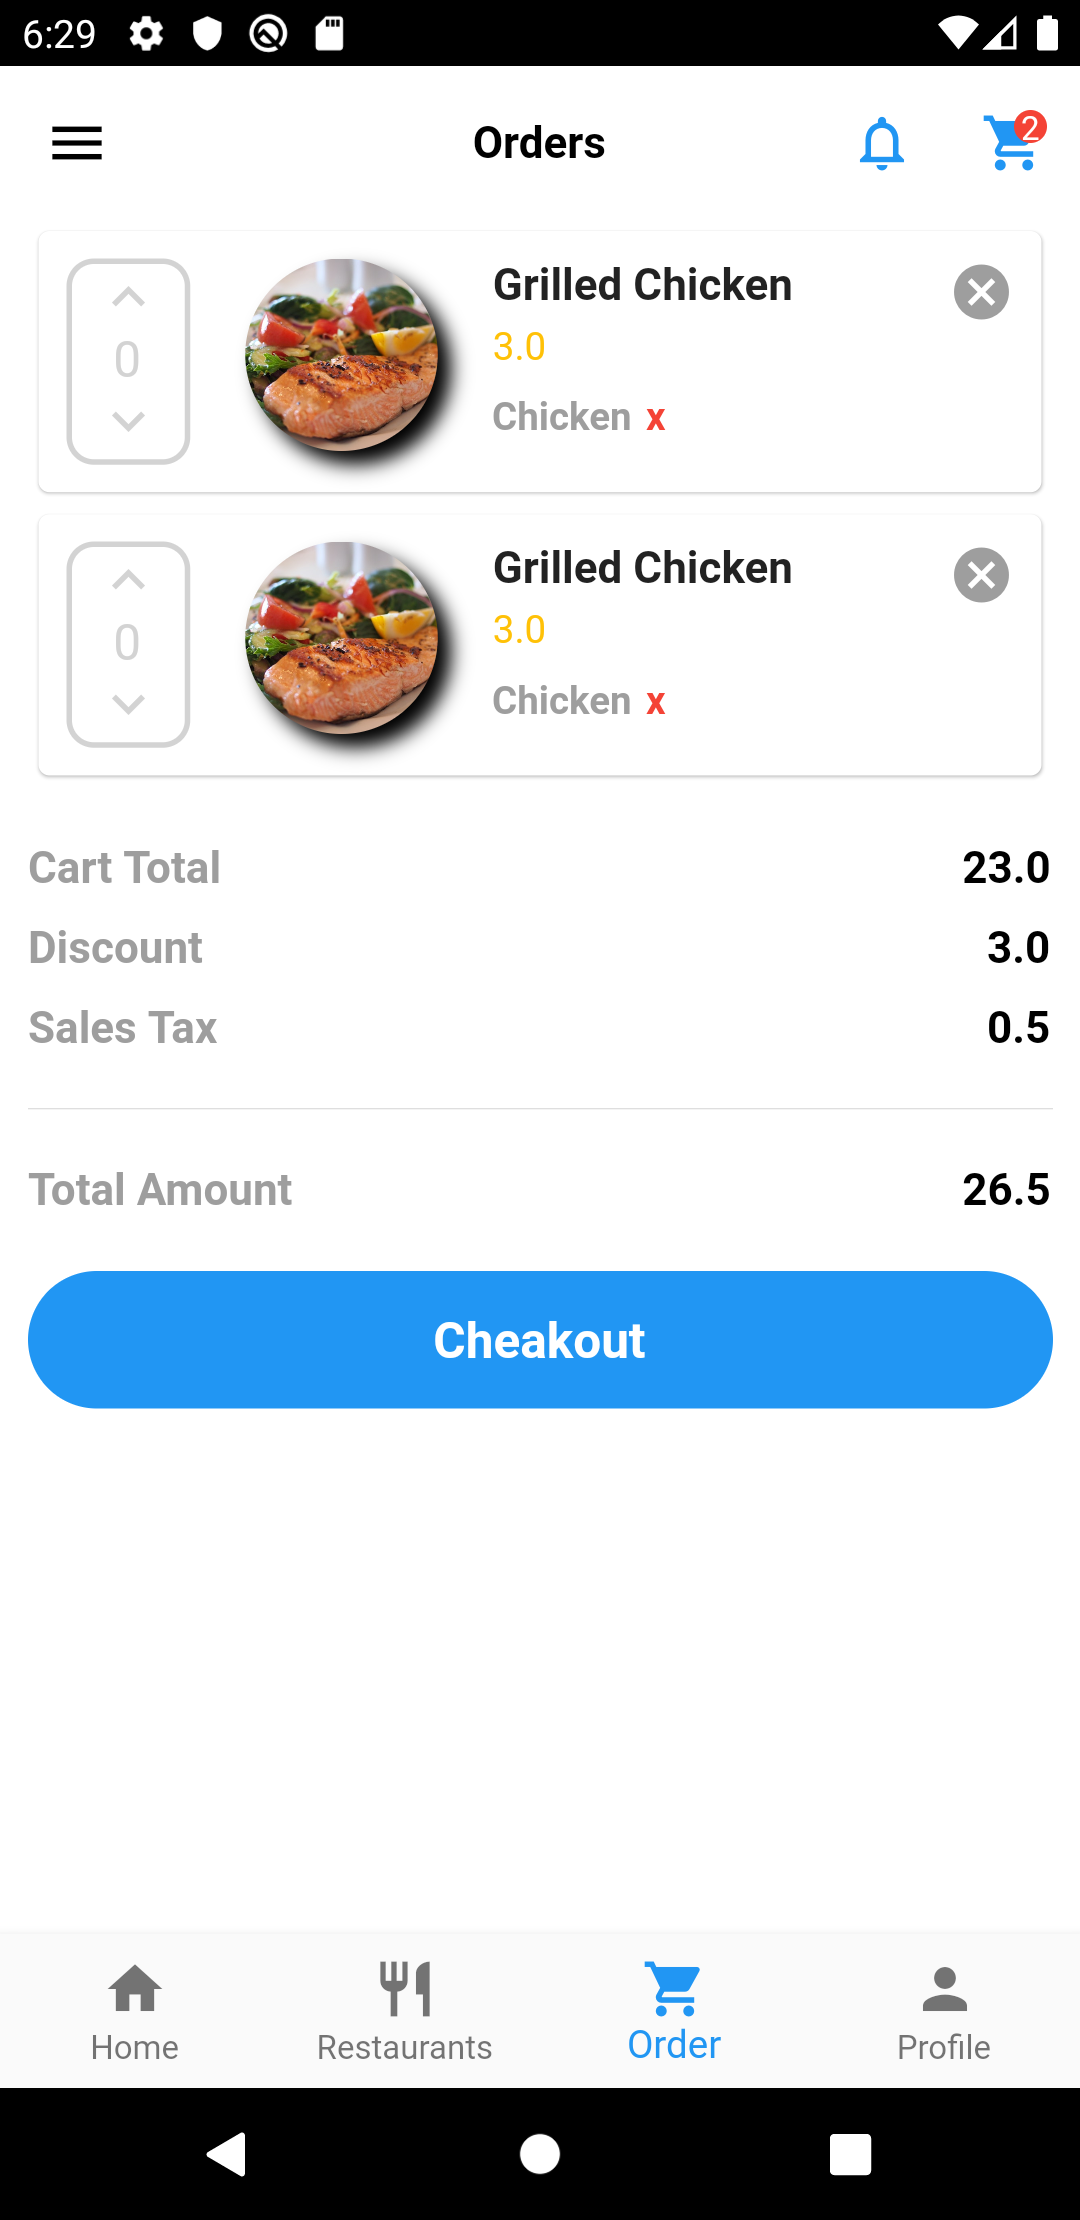 6:29
Orders
2
Grilled Chicken
0
3.0
Chicken x
Grilled Chicken
0
3.0
Chicken x
Cart Total 23.0
Discount 3.0
Sales Tax 0.5
Total Amount 26.5
Cheakout
Home Restaurants Order Profile